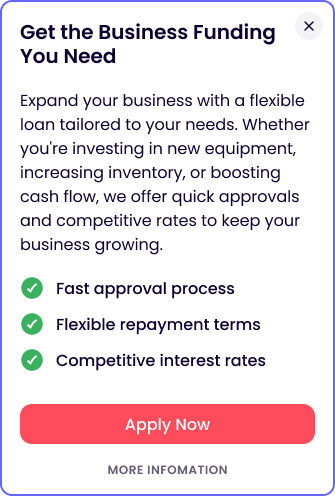 Get the Business Funding
You Need
Expand your business with a flexible
loan tailored to your needs. Whether
you're investing in new equipment,
increasing inventory, or boosting
cash flow, we offer quick approvals
and competitive rates to keep your
business growing.
Fast approval process
Flexible repayment terms
Competitive interest rates
Apply Now
MORE INFOMATION